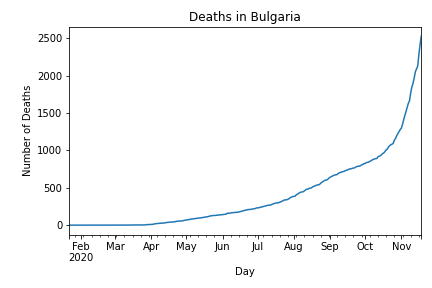 Deaths in Bulgaria
2500
2000
1500
1000
500
0
Number of Deaths
Feb Mar Apr May Jun Jul Aug Sep Oct Nov
2020
Day